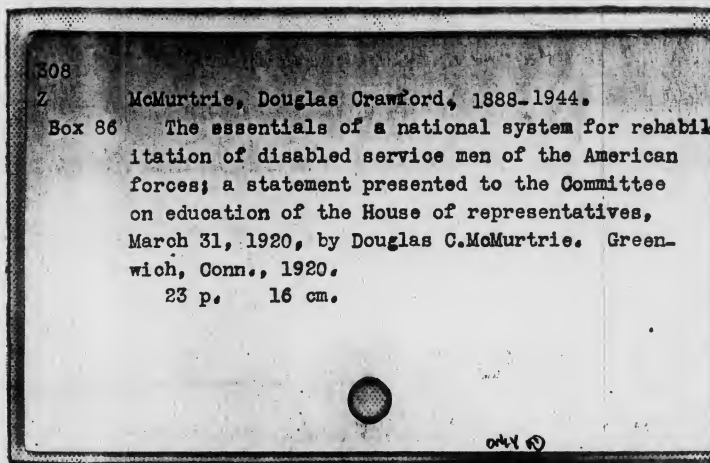 308
Z McMurtrie, Douglas Crawford, 1888-1944.
Box 86 The essentials of a national system for rehabil
itation of disabled service men of the American
forces; a statement presented to the Committee
on education of the House of representatives,
March 31, 1920, by Douglas C.McMurtrie. Green-
wich, Conn., 1920.
23 p. 16 cm.